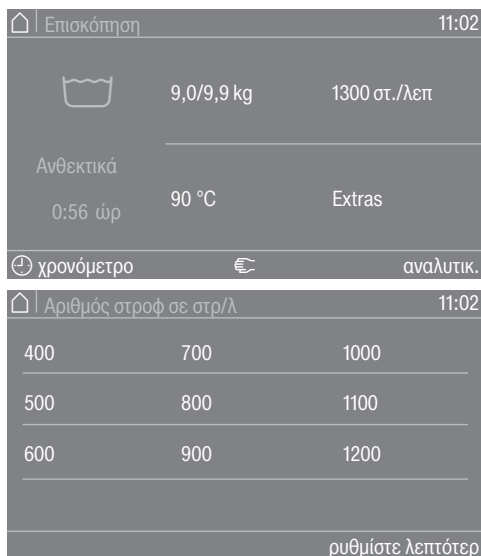 Επισκόπηση 11:02
9,0/9,9 kg 1300 στ./λεπ
Ανθεκτικά
0:56 ώρ
90 °C Extras
χρονόμετρο αναλυτικ.
Αριθμός στροφ σε στρ/λ 11:02
400 700 1000
500 800 1100
600 900 1200
ρυθμίστε λεπτότερ